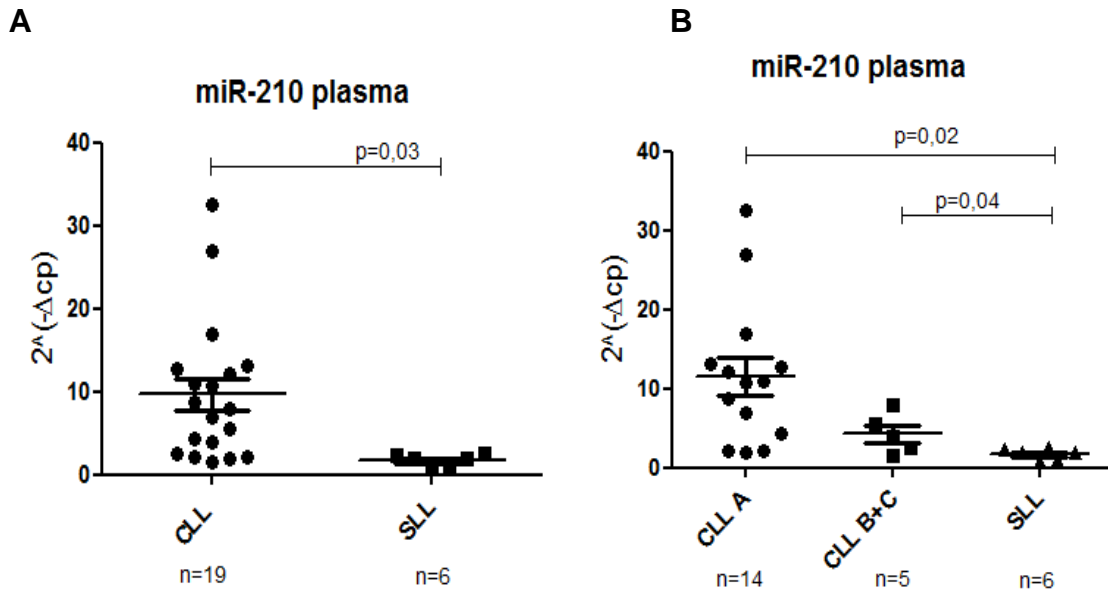 A
miR-210 plasma
2^(-Δcp)
40
30
20
10
0
p=0,03
CLL
SLL
n=19
n=6
B
miR-210 plasma
2^(-Δcp)
40
30
20
10
0
p=0,02
p=0,04
CLL A
CLL B+C
SLL
n=14
n=5
n=6